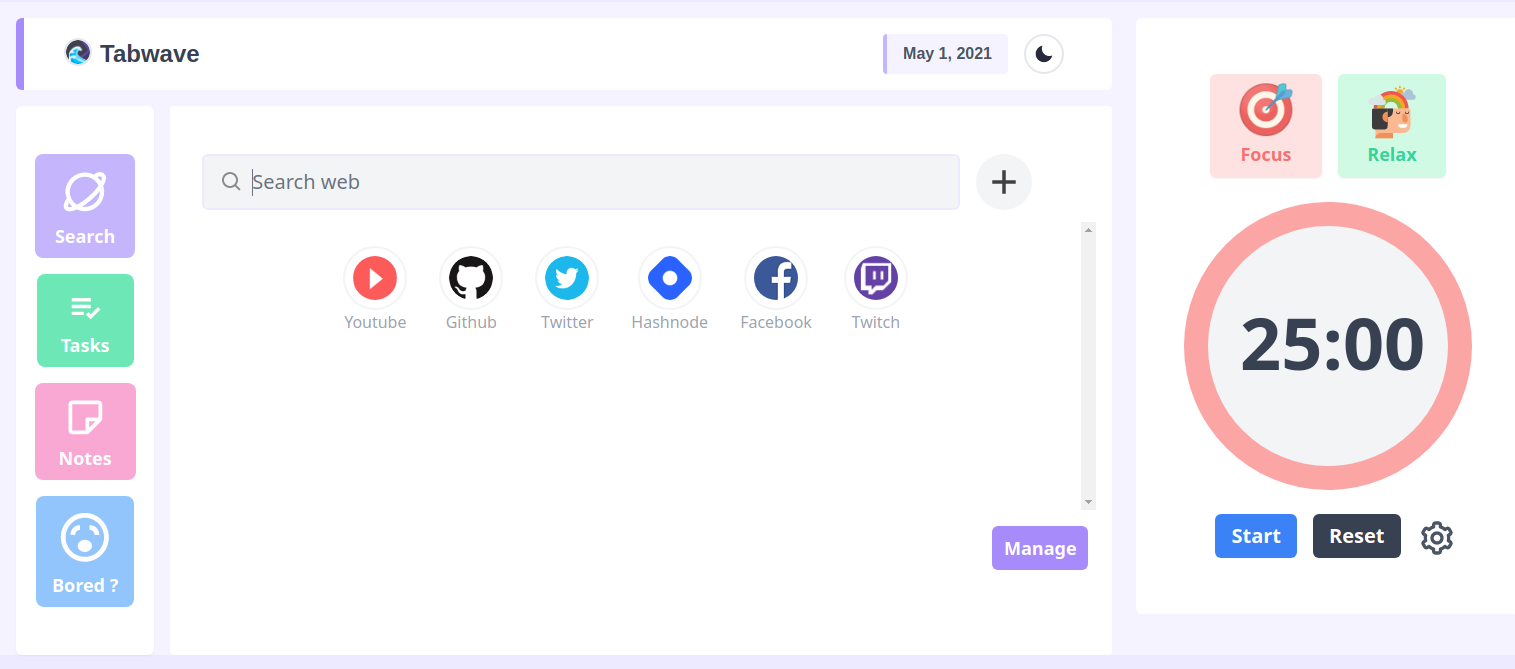 Tabwave
May 1, 2021
Search
Tasks
Notes
Bored ?
Search web
Youtube
Github
Twitter
Hashnode
Facebook
Twitch
Manage
Focus
Relax
25:00
Start
Reset